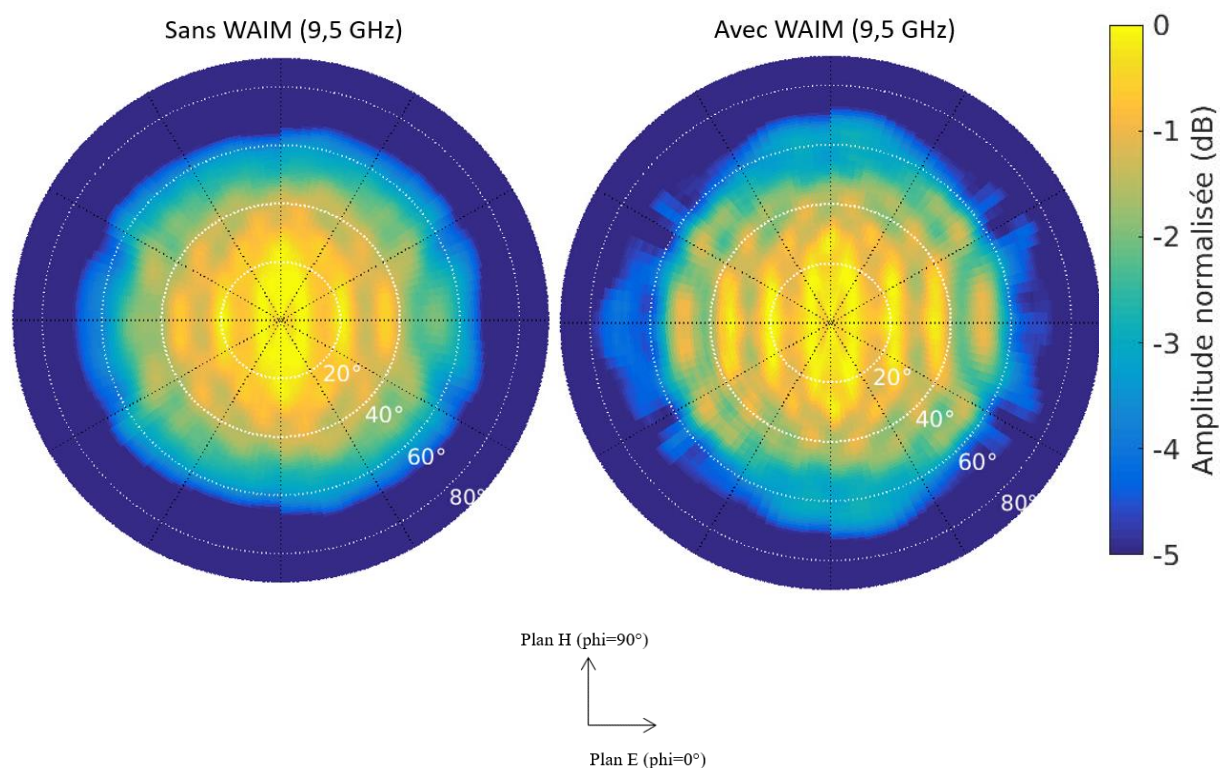 Sans WAIM (9,5 GHz)
Avec WAIM (9,5 GHz)
0
-1
-2
-3
-4
-5
Amplitude normalisée (dB)
20°
40°
60°
80°
20°
40°
60°
80°
Plan H (phi=90°)
Plan E (phi=0°)